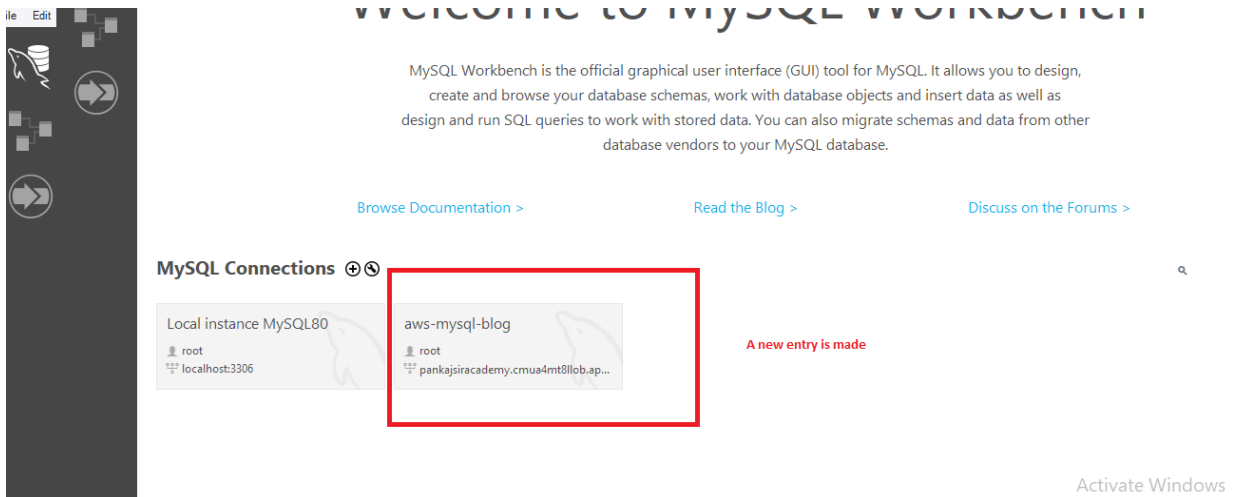 ile Edit
Welcome to MySQL Workbench
MySQL Workbench is the official graphical user interface (GUI) tool for MySQL. It allows you to design,
create and browse your database schemas, work with database objects and insert data as well as
design and run SQL queries to work with stored data. You can also migrate schemas and data from other
database vendors to your MySQL database.
Browse Documentation > Read the Blog > Discuss on the Forums >
MySQL Connections
Local instance MySQL80
root
localhost:3306
aws-mysql-blog
root
pankajsiracademy.cmua4mt8llob.ap...
A new entry is made
Activate Windows